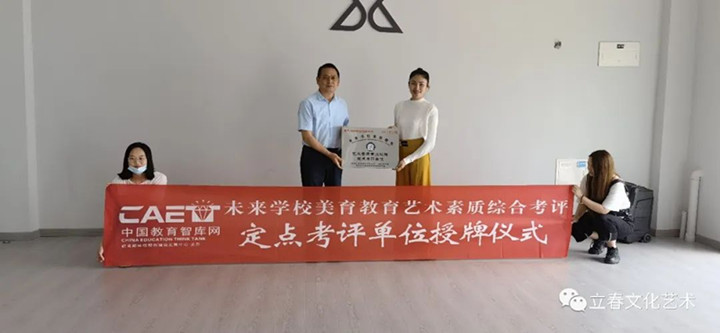 CAET
未来学校美育教育艺术素质综合考评
中国教育智库网
CHINA EDUCATION THINK TANK
定点考评单位授牌仪式
立春文化艺术